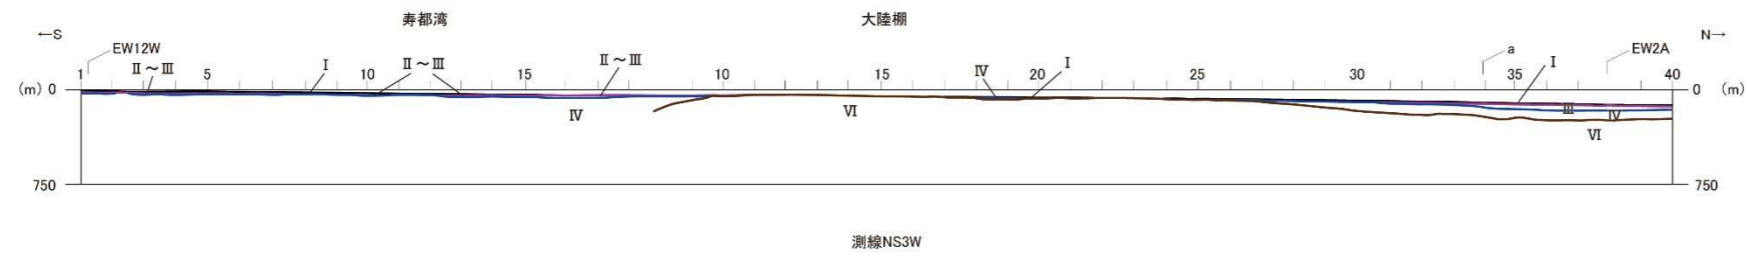 寿都湾 大陸棚
←S N→
EW12W a EW2A
Ⅱ～Ⅲ Ⅰ Ⅱ～Ⅲ Ⅱ～Ⅲ Ⅳ Ⅰ Ⅰ
1 5 10 15 10 15 20 25 30 35 40
(m) 0 0 (m)
Ⅳ Ⅵ Ⅲ Ⅳ Ⅵ
750 750
測線NS3W